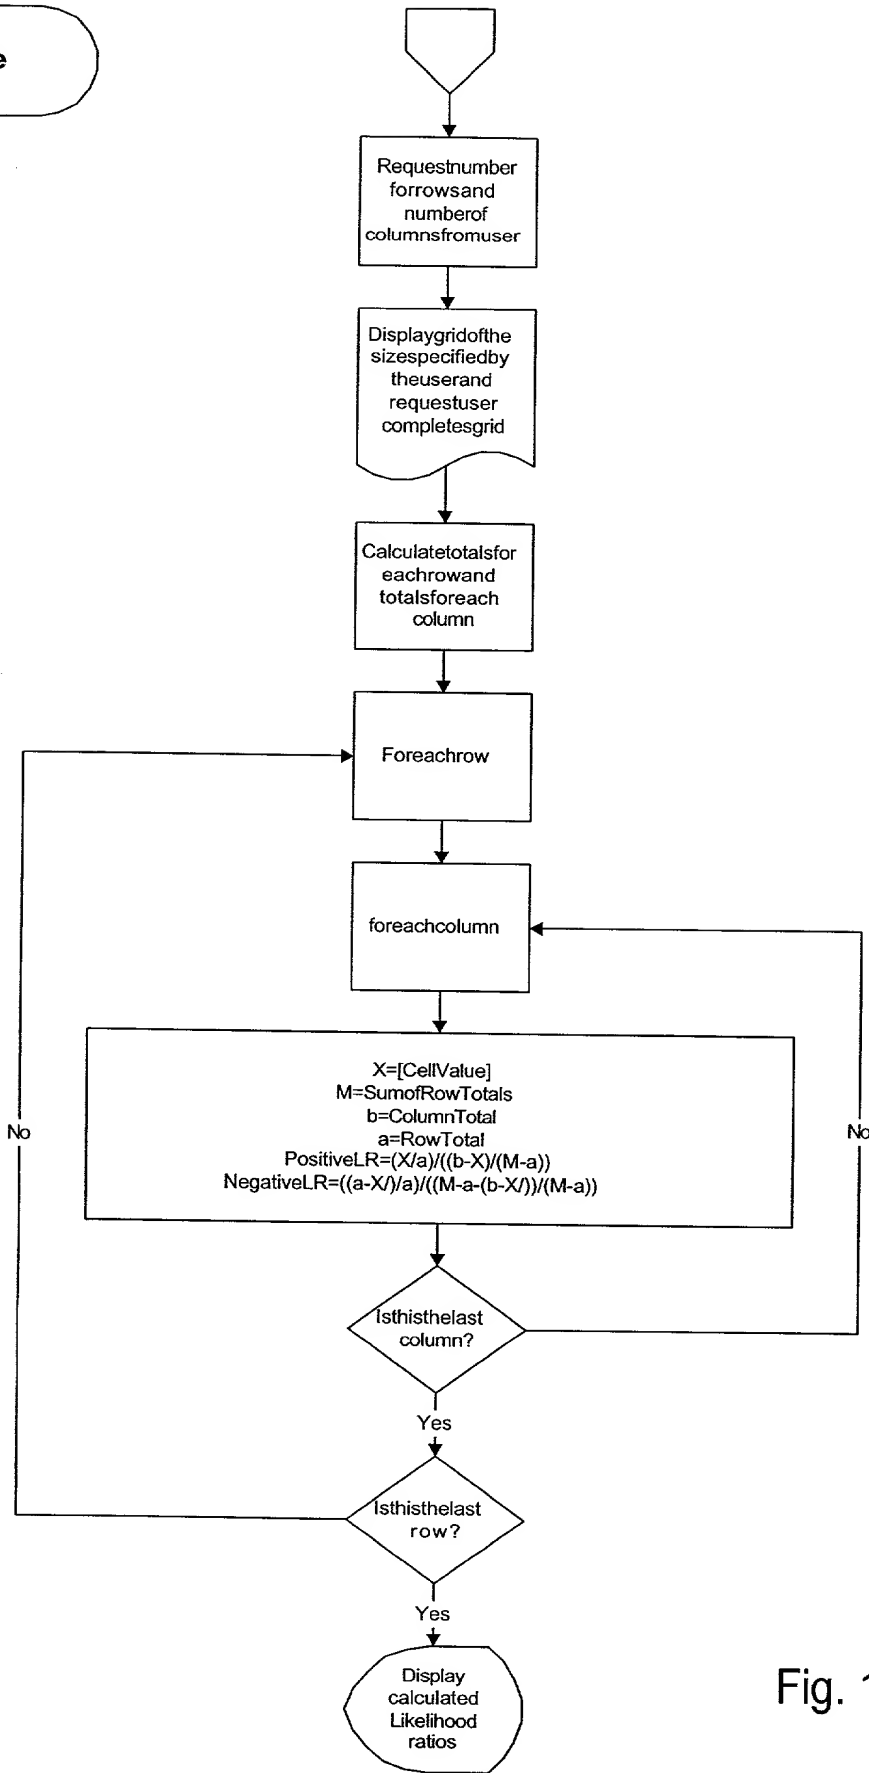 e
Requestnumber
forrowsand
numberof
columnsfromuser
Displaygridofthe
sizespecifiedby
theuserand
requestuser
completesgrid
Calculatetotalsfor
eachrowand
totalsforeach
column
Foreachrow
foreachcolumn
X=[CellValue]
M=SumofRowTotals
b=ColumnTotal
a=RowTotal
PositiveLR=(X/a)/((b-X)/(M-a))
NegativeLR=((a-X/)/a)/((M-a-(b-X/))/(M-a))
No
No
Isthisthelast
column?
Yes
Isthisthelast
row?
Yes
Display
calculated
Likelihood
ratios
Fig.